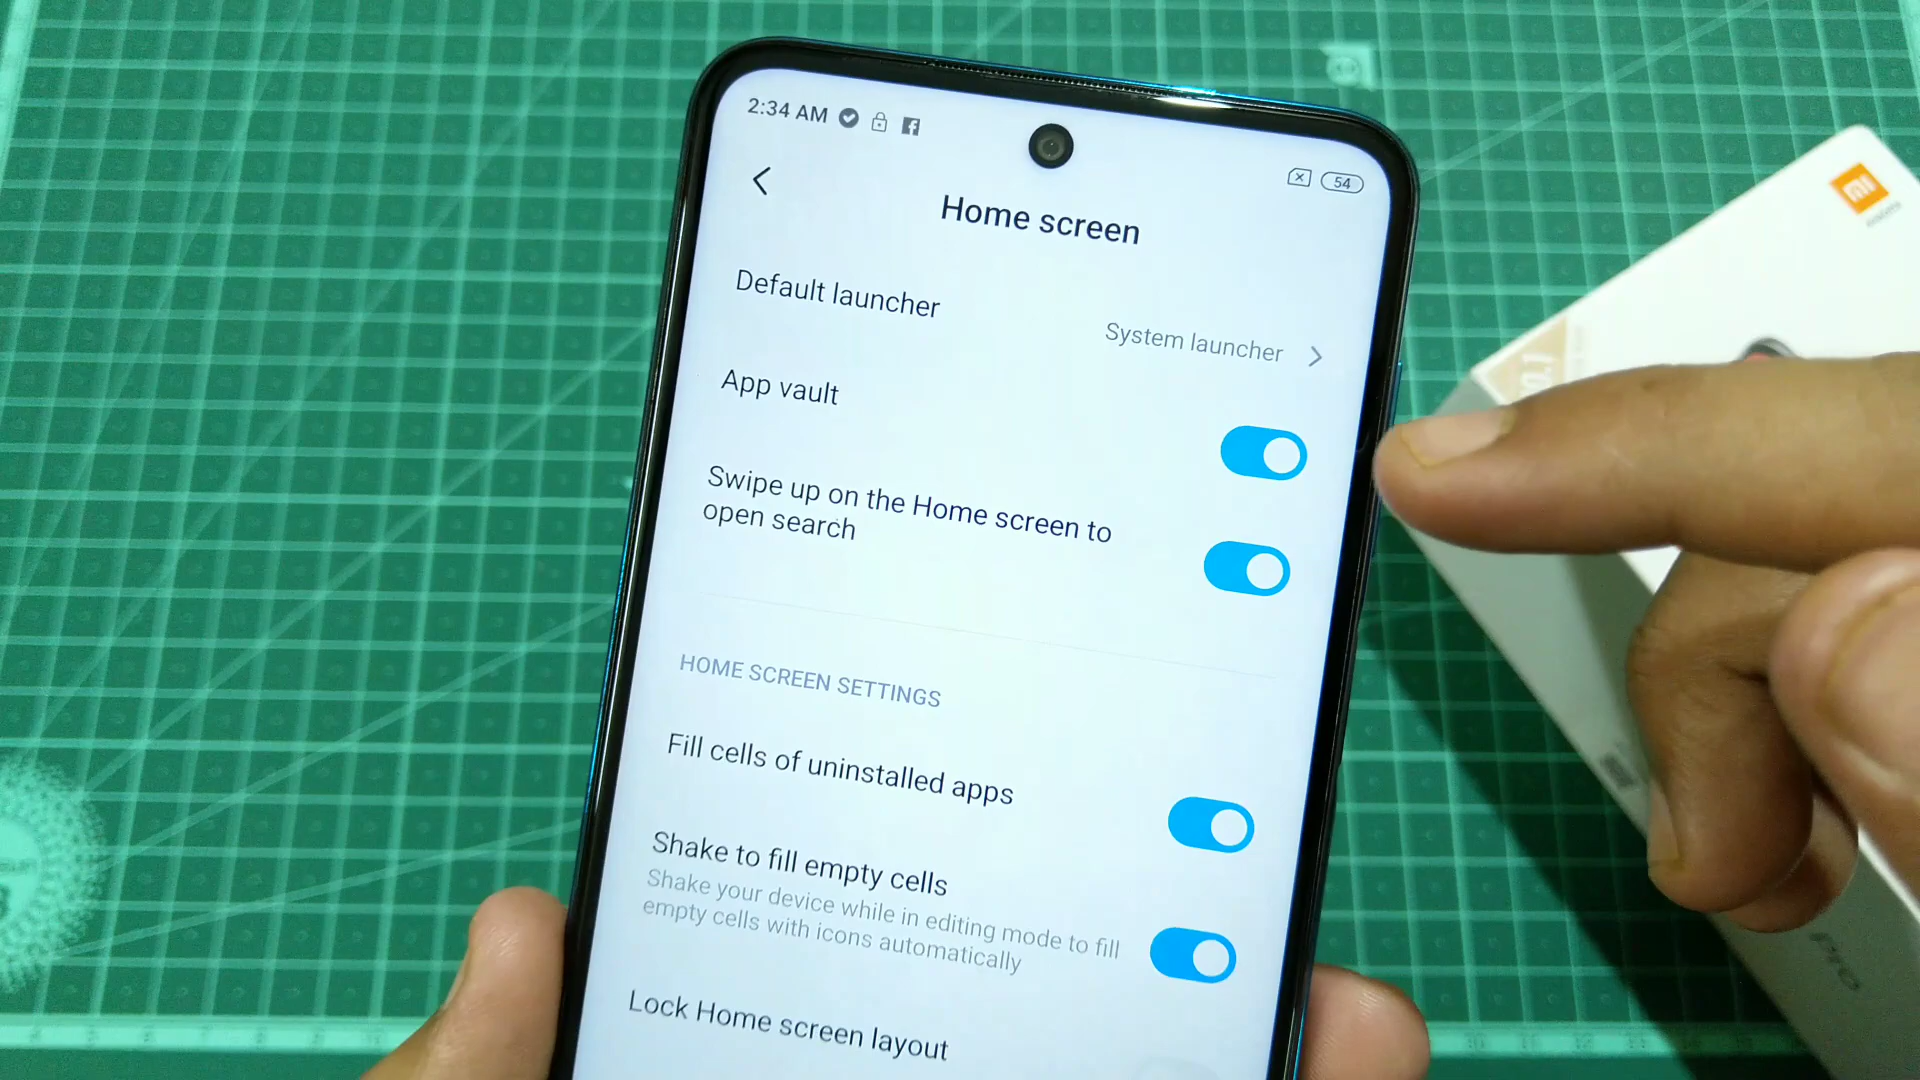 2:34 AM
54
Home screen
Default launcher
System launcher
App vault
Swipe up on the Home screen to
open search
HOME SCREEN SETTINGS
Fill cells of uninstalled apps
Shake to fill empty cells
Shake your device while in editing mode to fill
empty cells with icons automatically
Lock Home screen layout
mi
xiaomi
Pro